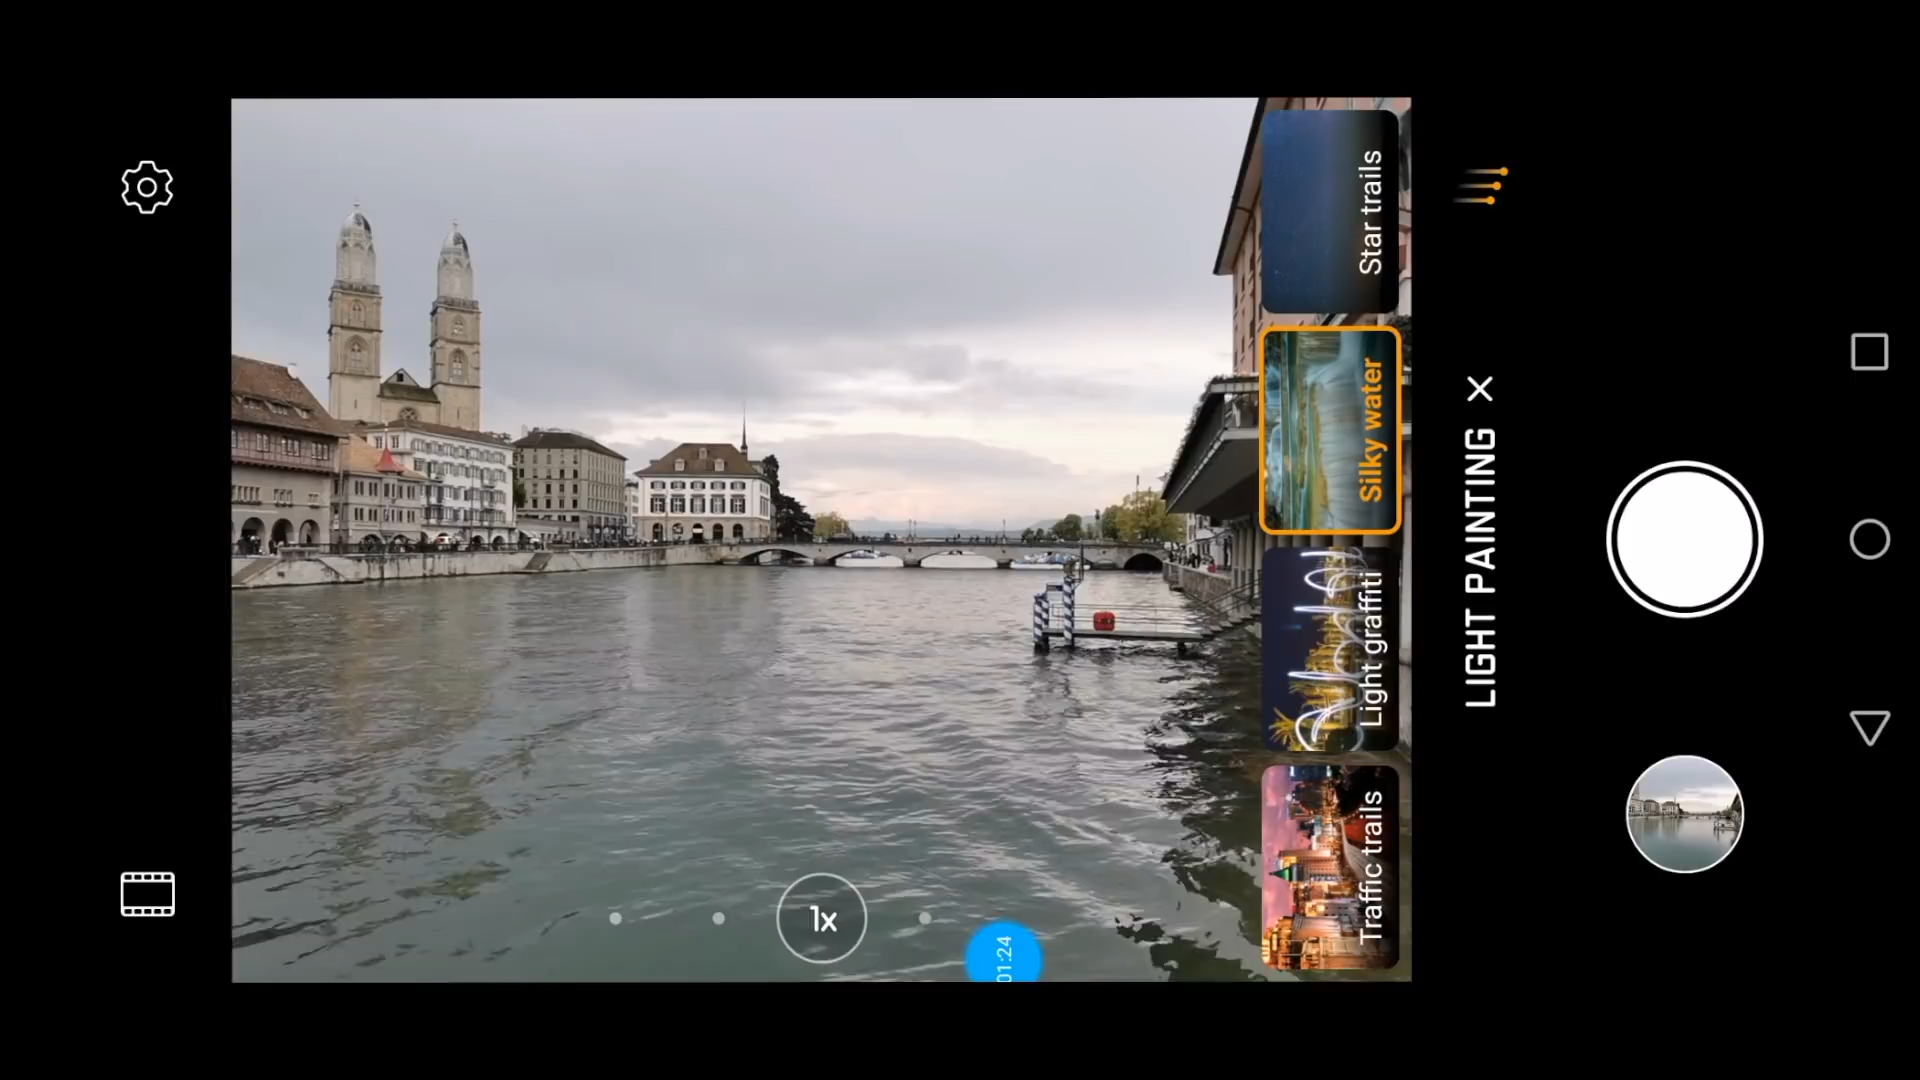 Star trails
Silky water
Light graffiti
Traffic trails
LIGHT PAINTING
1x
01:24